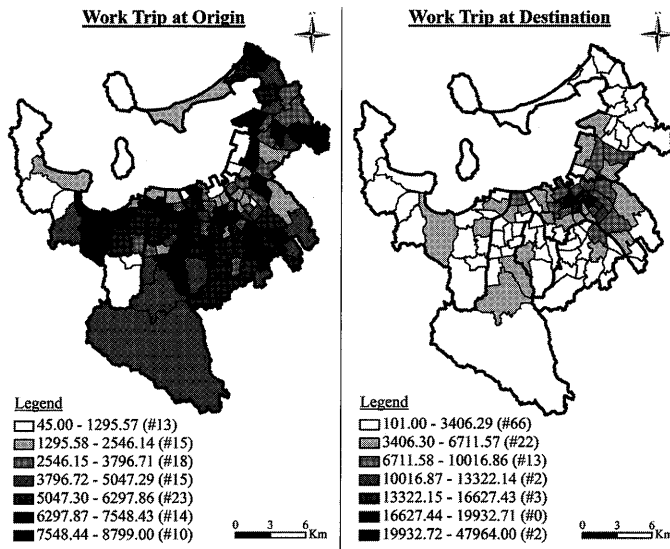 Work Trip at Origin
Legend
45.00 - 1295.57 (#13)
1295.58 - 2546.14 (#15)
2546.15 - 3796.71 (#18)
3796.72 - 5047.29 (#15)
5047.30 - 6297.86 (#23)
6297.87 - 7548.43 (#14)
7548.44 - 8799.00 (#10)
3 0 6
Km
Work Trip at Destination
Legend
101.00 - 3406.29 (#66)
3406.30 - 6711.57 (#22)
6711.58 - 10016.86 (#13)
10016.87 - 13322.14 (#2)
13322.15 - 16627.43 (#3)
16627.44 - 19932.71 (#0)
19932.72 - 47964.00 (#2)
3 0 6
Km